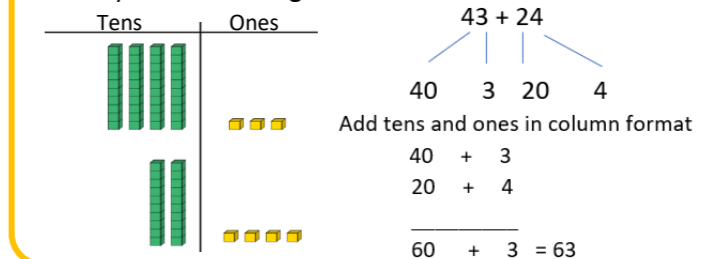 Tens Ones
43 + 24
40 3 20 4
Add tens and ones in column format
40 + 3
20 + 4
60 + 3 = 63